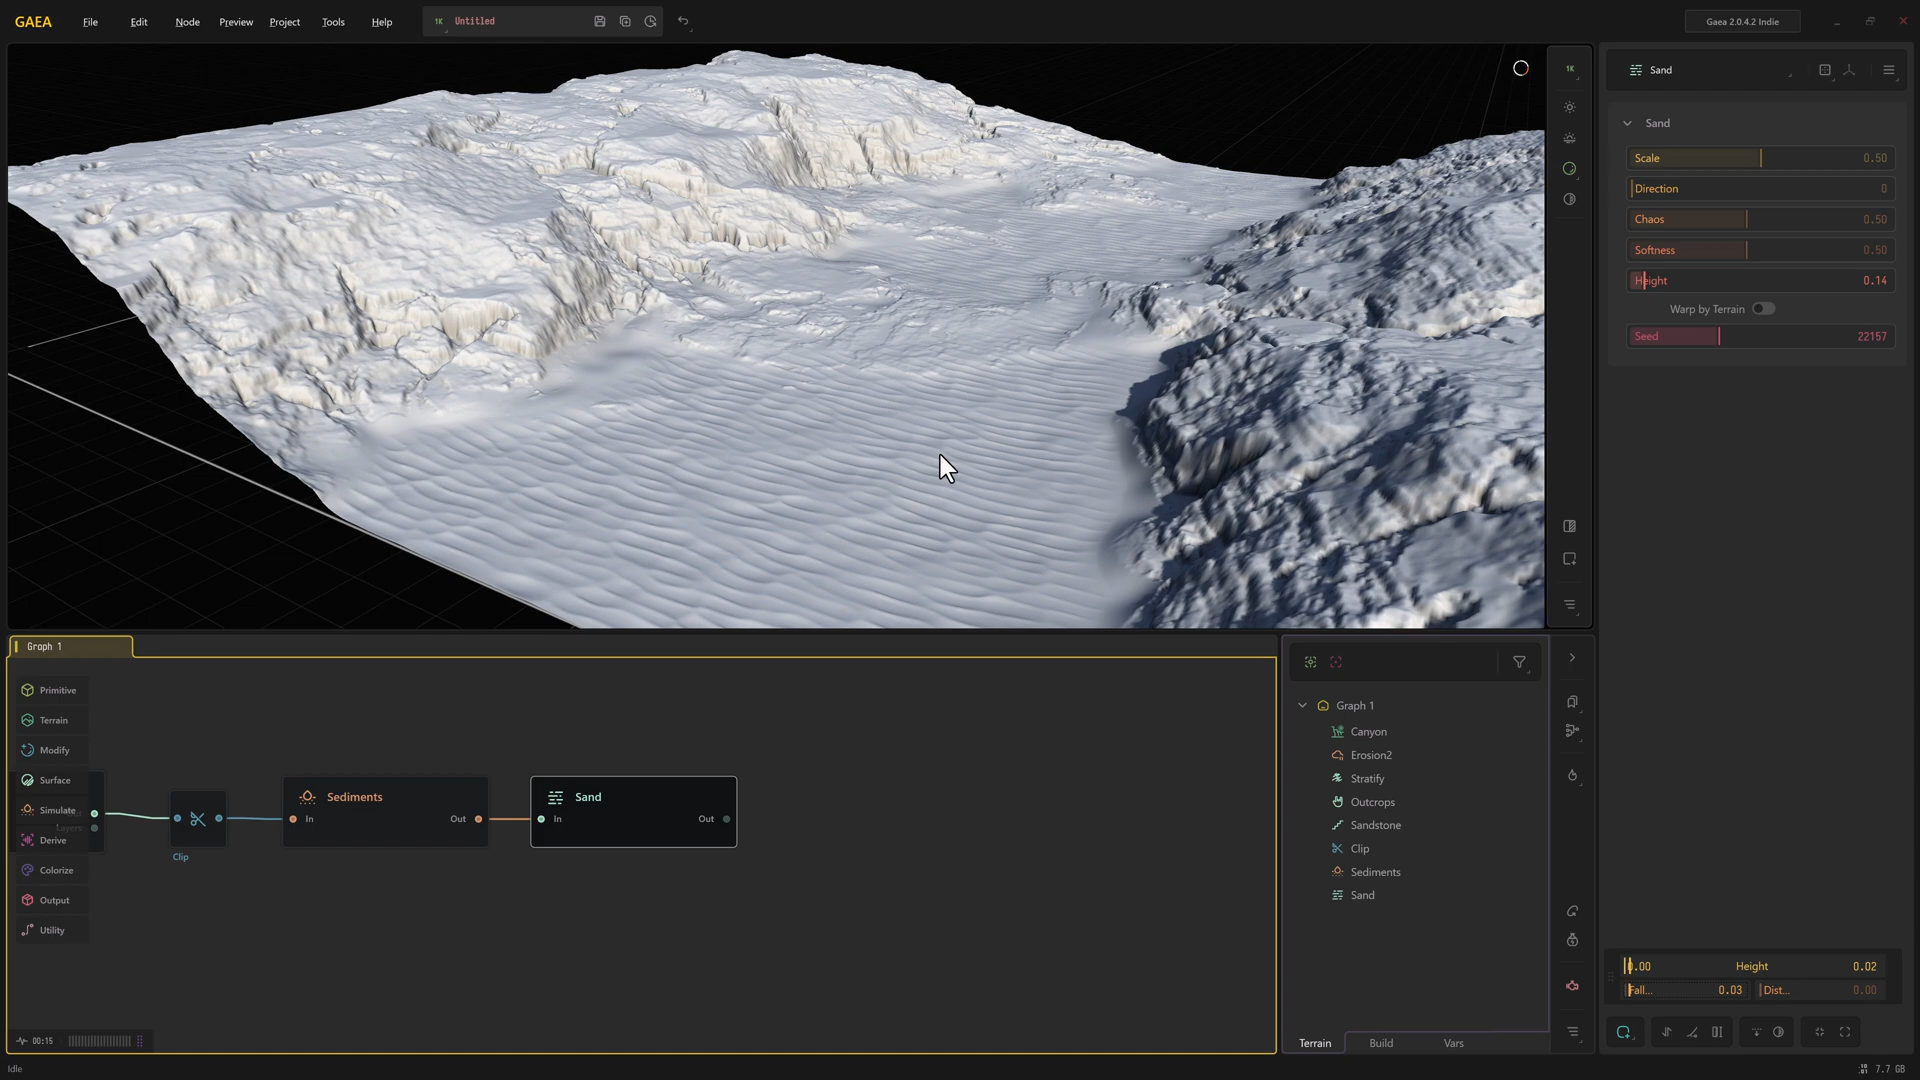 GAEA File Edit Node Preview Project Tools Help 1K Untitled Gaea 2.0.4.2 Indie
1K
Sand
Sand
Scale 0.50
Direction 0
Chaos 0.50
Softness 0.50
Height 0.14
Warp by Terrain
Seed 22157
Graph 1
Primitive
Terrain
Modify
Surface
Simulate
Layers
Derive
Colorize
Output
Utility
Clip
Sediments
In Out
Sand
In Out
00:15
Graph 1
Canyon
Erosion2
Stratify
Outcrops
Sandstone
Clip
Sediments
Sand
Terrain Build Vars
0.00 Height 0.02
Fall... 0.03 Dist... 0.00
Idle
7.7 GB